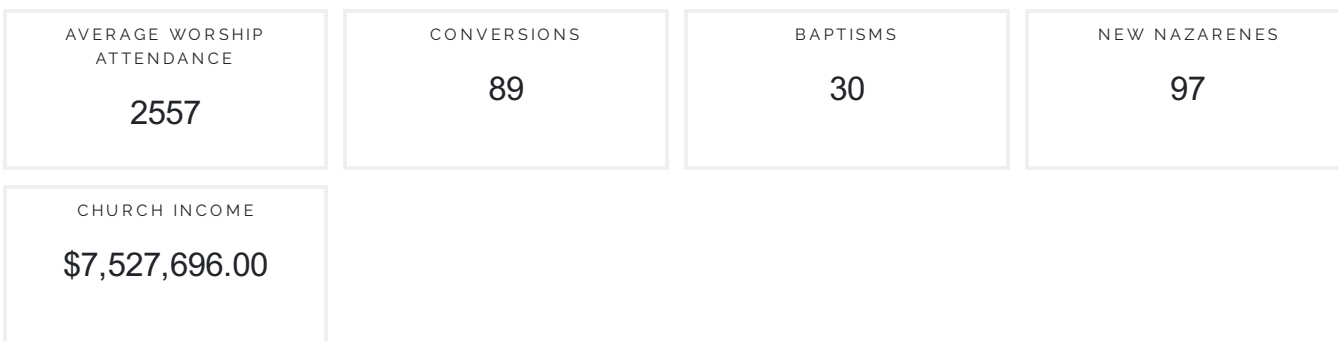 AVERAGE WORSHIP
ATTENDANCE
2557
CONVERSIONS
89
BAPTISMS
30
NEW NAZARENES
97
CHURCH INCOME
$7,527,696.00